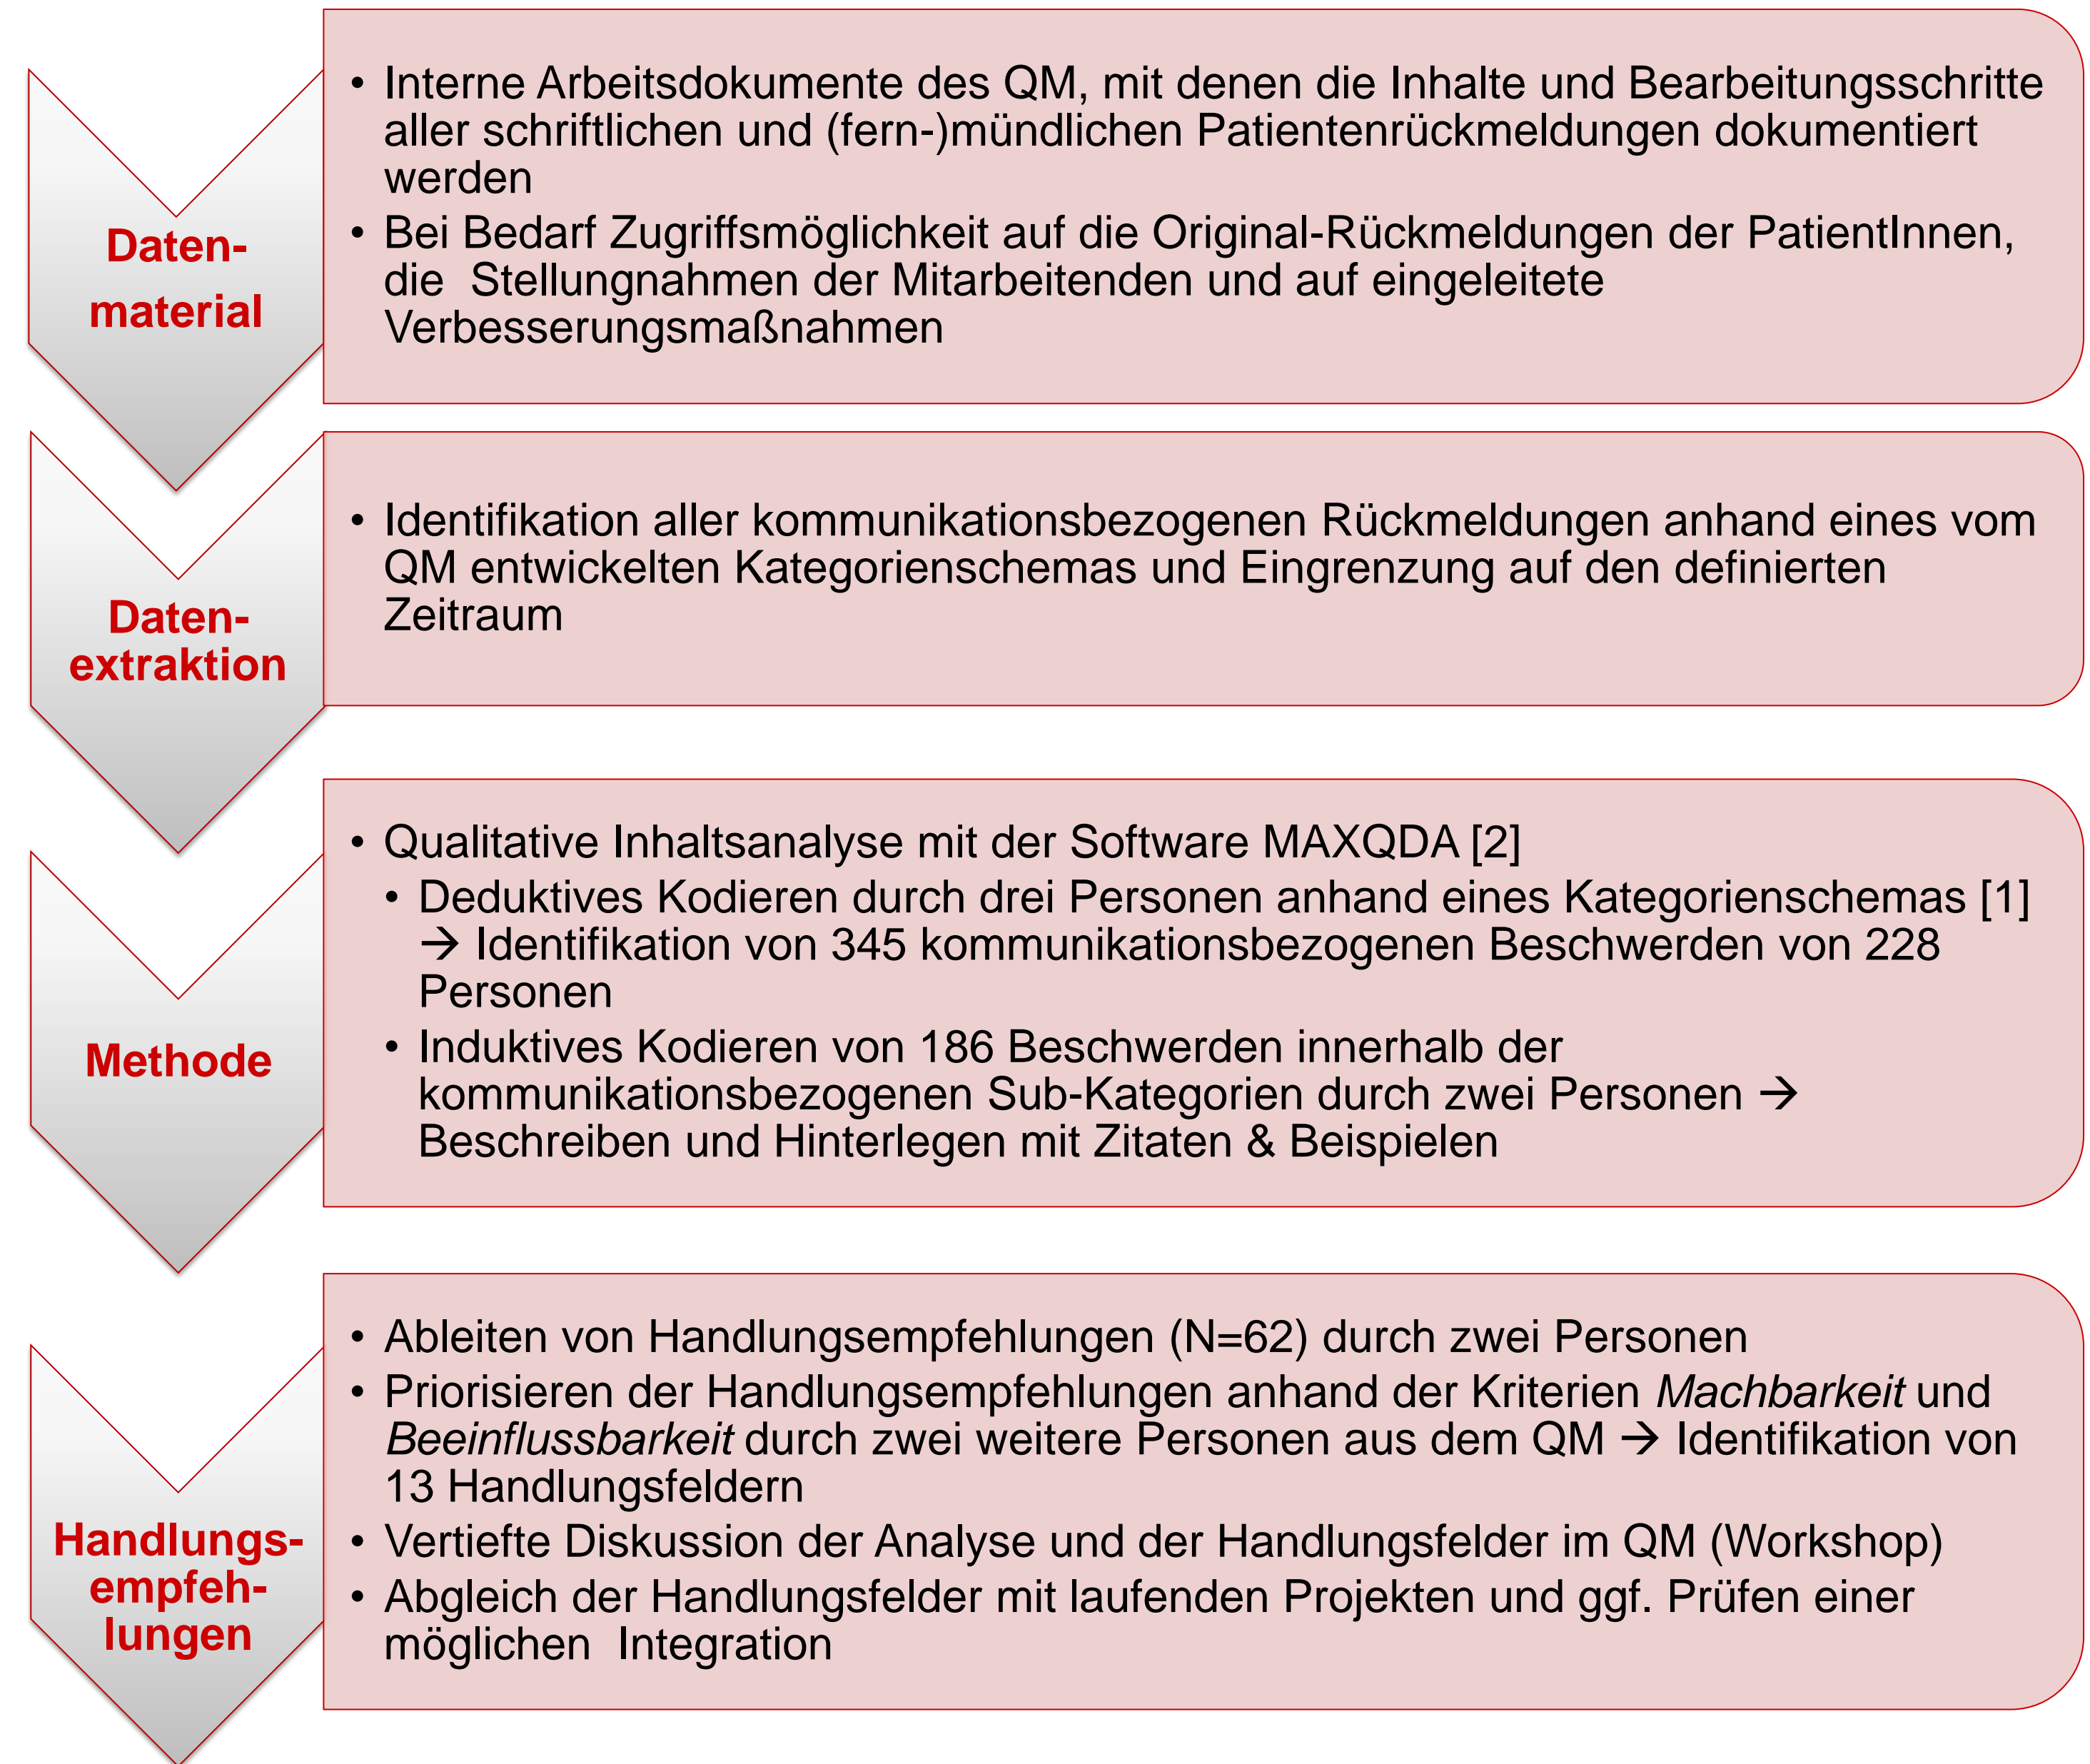 Daten-
material
• Interne Arbeitsdokumente des QM, mit denen die Inhalte und Bearbeitungsschritte
aller schriftlichen und (fern-)mündlichen Patientenrückmeldungen dokumentiert
werden
• Bei Bedarf Zugriffsmöglichkeit auf die Original-Rückmeldungen der PatientInnen,
die Stellungnahmen der Mitarbeitenden und auf eingeleitete
Verbesserungsmaßnahmen
Daten-
extraktion
• Identifikation aller kommunikationsbezogenen Rückmeldungen anhand eines vom
QM entwickelten Kategorienschemas und Eingrenzung auf den definierten
Zeitraum
Methode
• Qualitative Inhaltsanalyse mit der Software MAXQDA [2]
• Deduktives Kodieren durch drei Personen anhand eines Kategorienschemas [1]
→ Identifikation von 345 kommunikationsbezogenen Beschwerden von 228
Personen
• Induktives Kodieren von 186 Beschwerden innerhalb der
kommunikationsbezogenen Sub-Kategorien durch zwei Personen →
Beschreiben und Hinterlegen mit Zitaten & Beispielen
Handlungs-
empfeh-
lungen
• Ableiten von Handlungsempfehlungen (N=62) durch zwei Personen
• Priorisieren der Handlungsempfehlungen anhand der Kriterien Machbarkeit und
Beeinflussbarkeit durch zwei weitere Personen aus dem QM → Identifikation von
13 Handlungsfeldern
• Vertiefte Diskussion der Analyse und der Handlungsfelder im QM (Workshop)
• Abgleich der Handlungsfelder mit laufenden Projekten und ggf. Prüfen einer
möglichen Integration